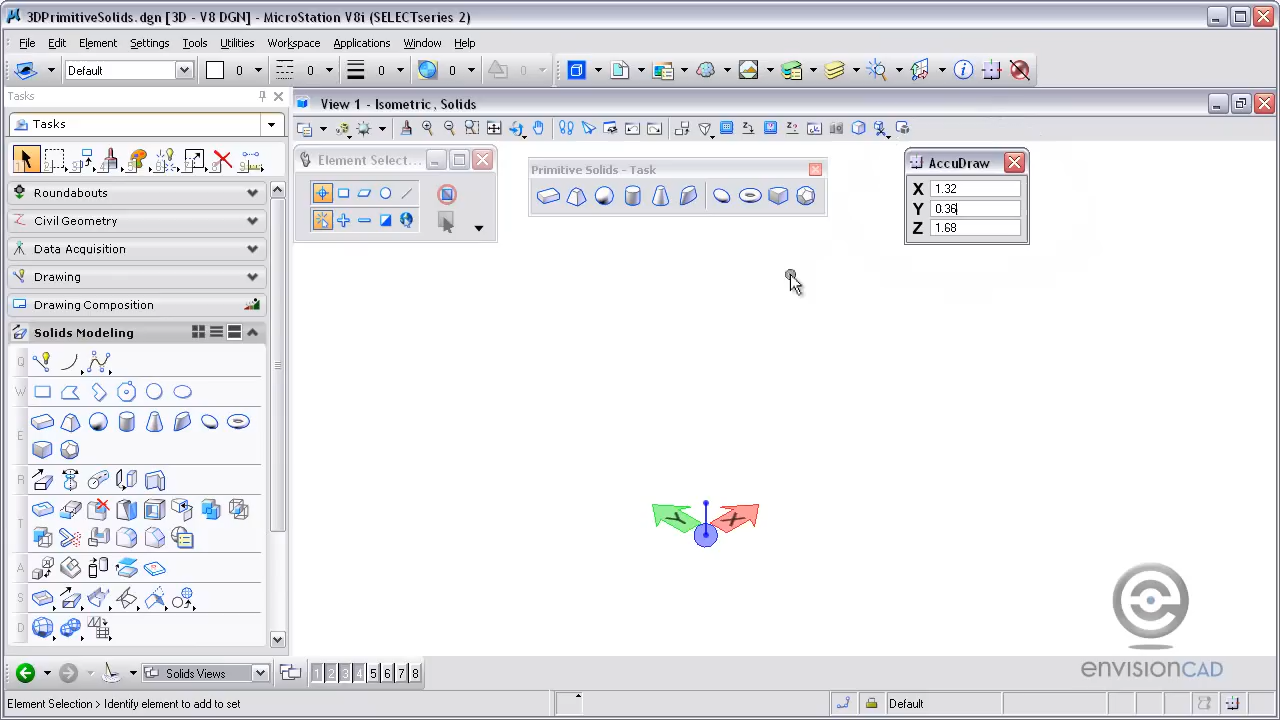 3DPrimitiveSolids.dgn [3D - V8 DGN] - MicroStation V8i (SELECTseries 2)
File Edit Element Settings Tools Utilities Workspace Applications Window Help
Default 0 0 0 0 0
Tasks
Tasks
View 1 - Isometric , Solids
Element Select...
Primitive Solids - Task
AccuDraw
X 1.32
Y 0.36
Z 1.68
Roundabouts
Civil Geometry
Data Acquisition
Drawing
Drawing Composition
Solids Modeling
Q
W
E
R
T
A
S
D
Y X
envisionCAD
Solids Views 1 2 3 4 5 6 7 8
Element Selection > Identify element to add to set
Default